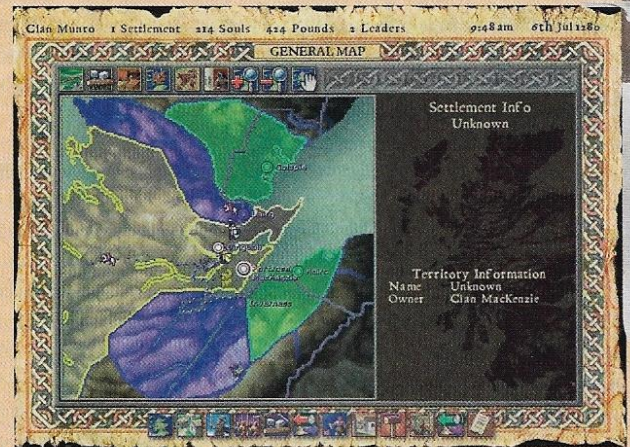 Clan Munro 1 Settlement 214 Souls 424 Pounds 2 Leaders 9:48am 6th Jul 1286
GENERAL MAP
Settlement Info
Unknown
Territory Information
Name Unknown
Owner Clan MacKenzie